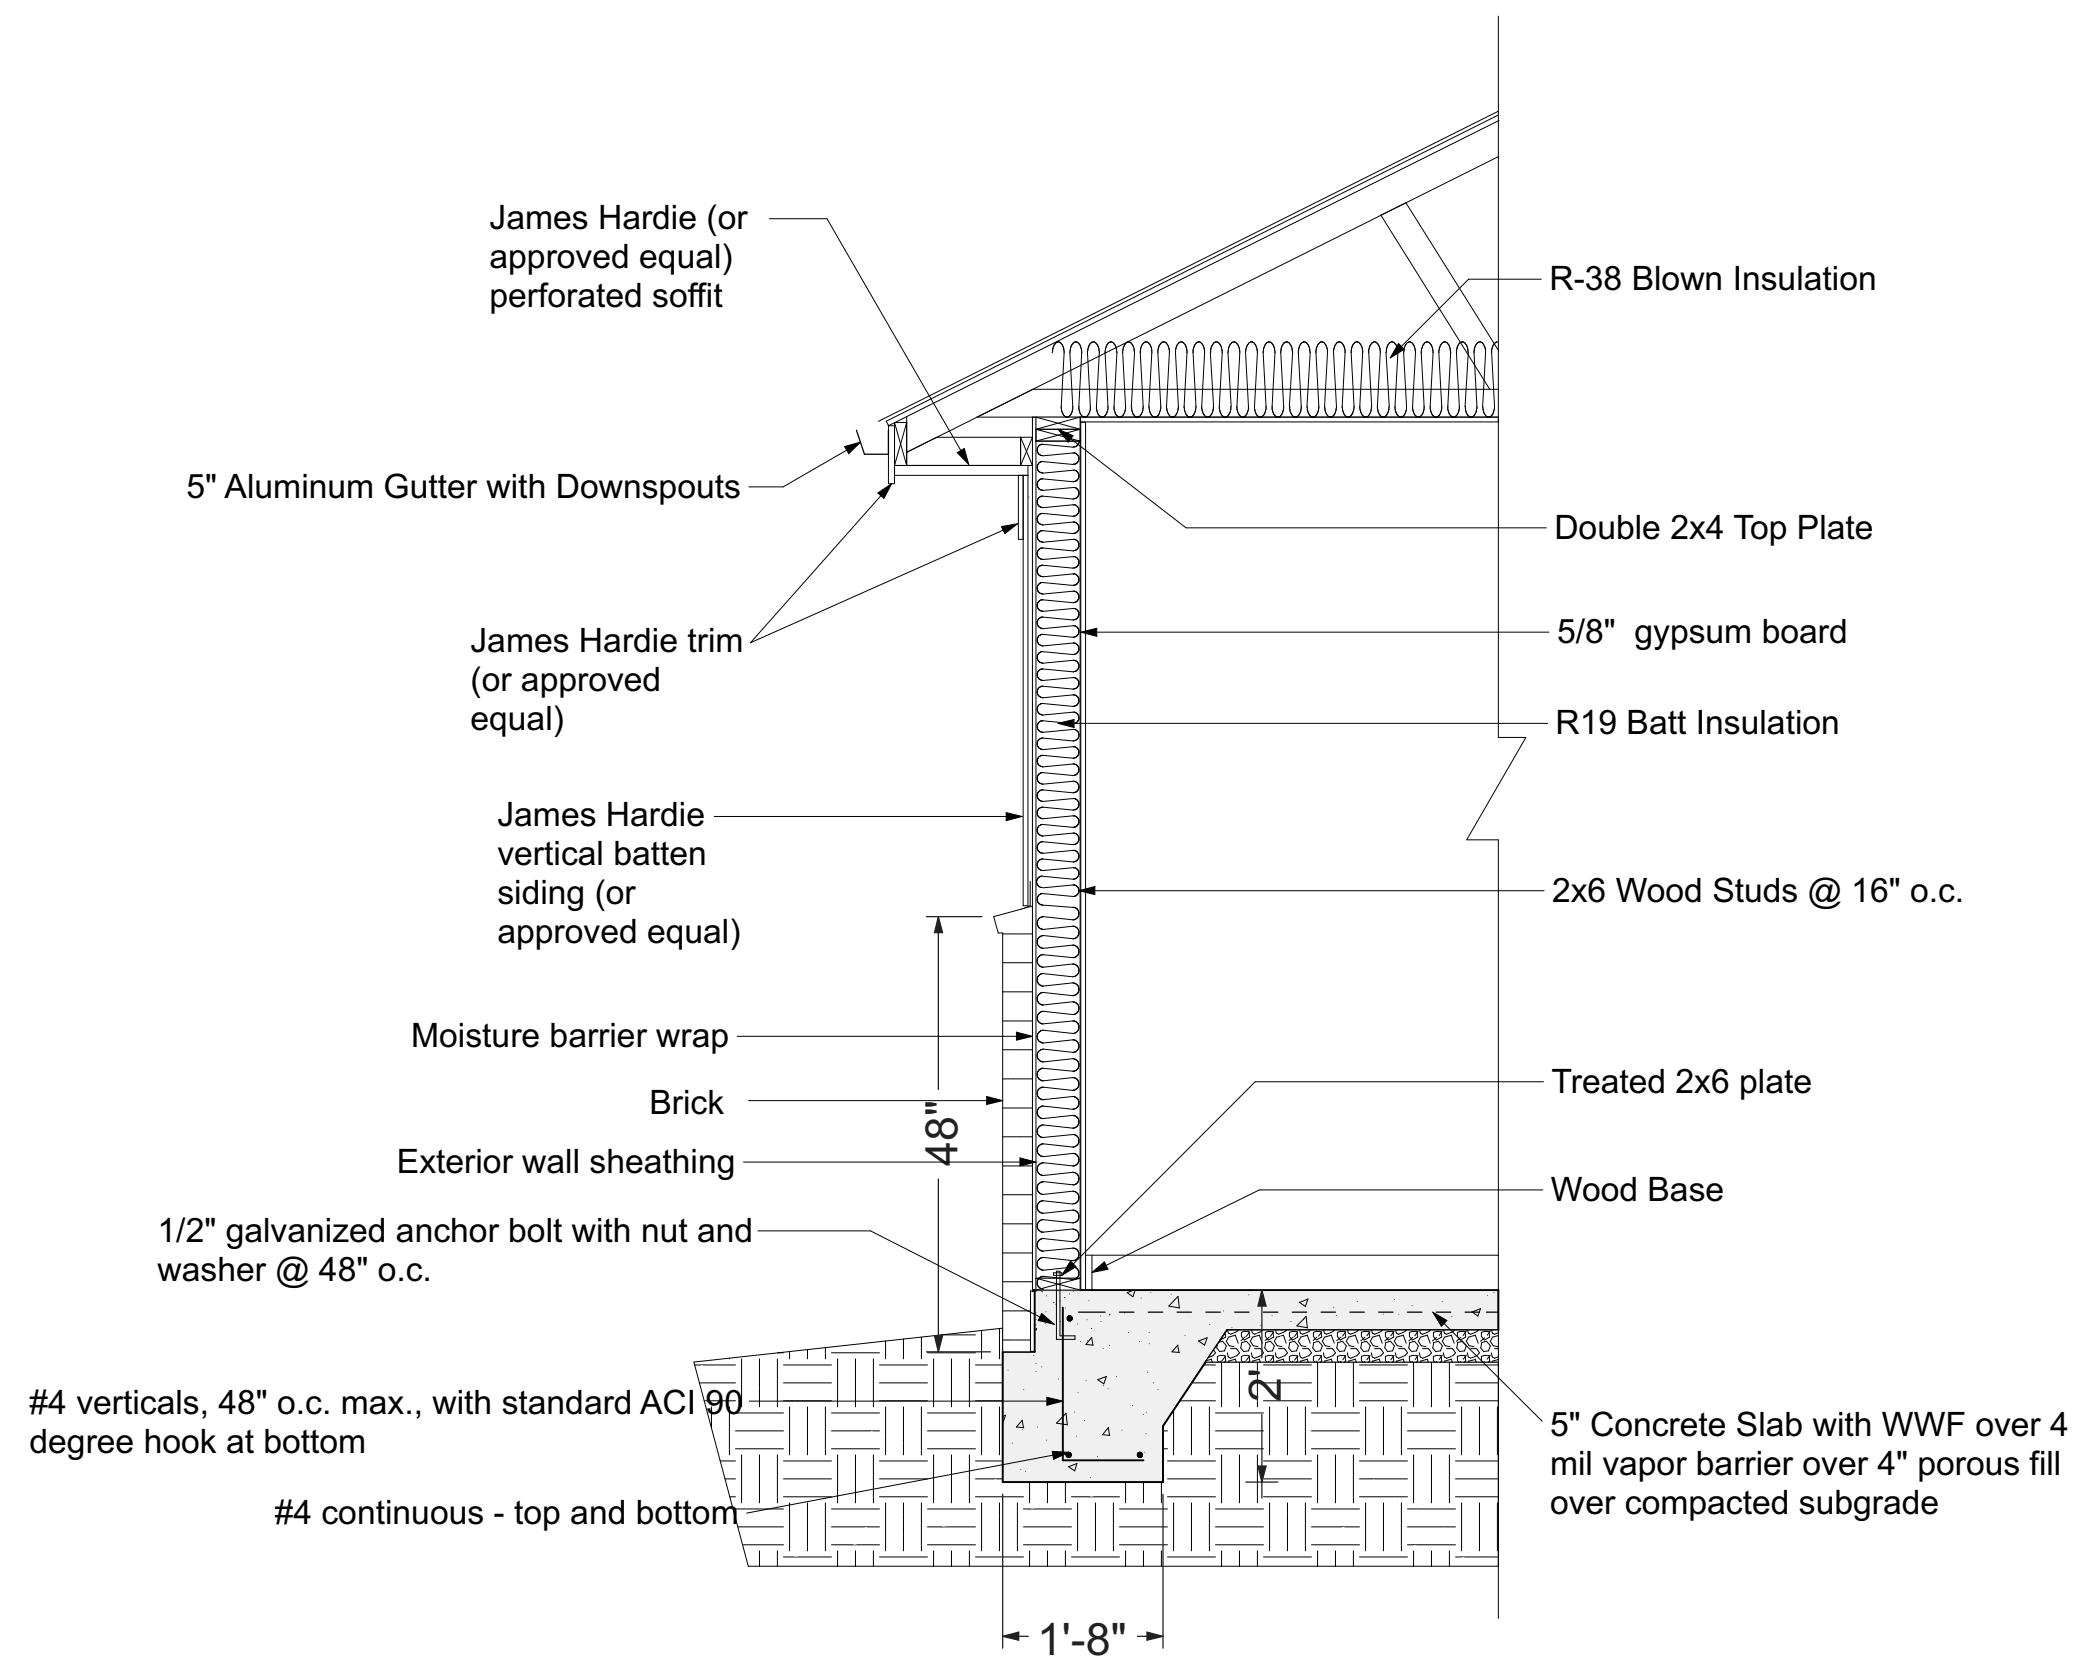 James Hardie (or
approved equal)
perforated soffit
R-38 Blown Insulation
5" Aluminum Gutter with Downspouts
Double 2x4 Top Plate
James Hardie trim
(or approved
equal)
5/8"  gypsum board
R19 Batt Insulation
James Hardie
vertical batten
siding (or
approved equal)
2x6 Wood Studs @ 16" o.c.
Moisture barrier wrap
Brick
48"
Exterior wall sheathing
Treated 2x6 plate
Wood Base
1/2" galvanized anchor bolt with nut and
washer @ 48" o.c.
#4 verticals, 48" o.c. max., with standard ACI 90
degree hook at bottom
2'
#4 continuous - top and bottom
5" Concrete Slab with WWF over 4
mil vapor barrier over 4" porous fill
over compacted subgrade
1'-8"